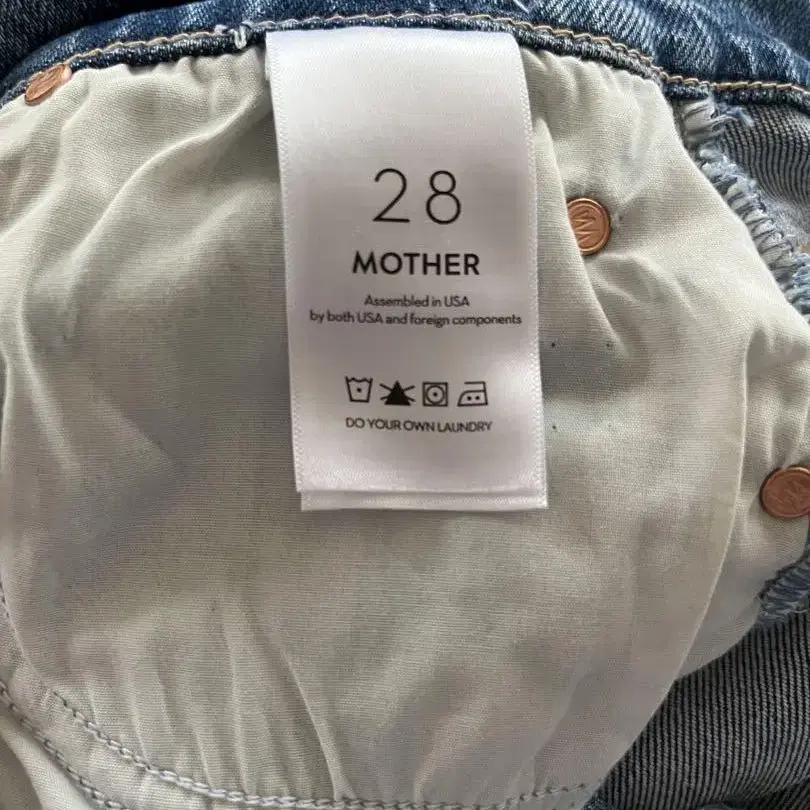 28
MOTHER
Assembled in USA
by both USA and foreign components
DO YOUR OWN LAUNDRY